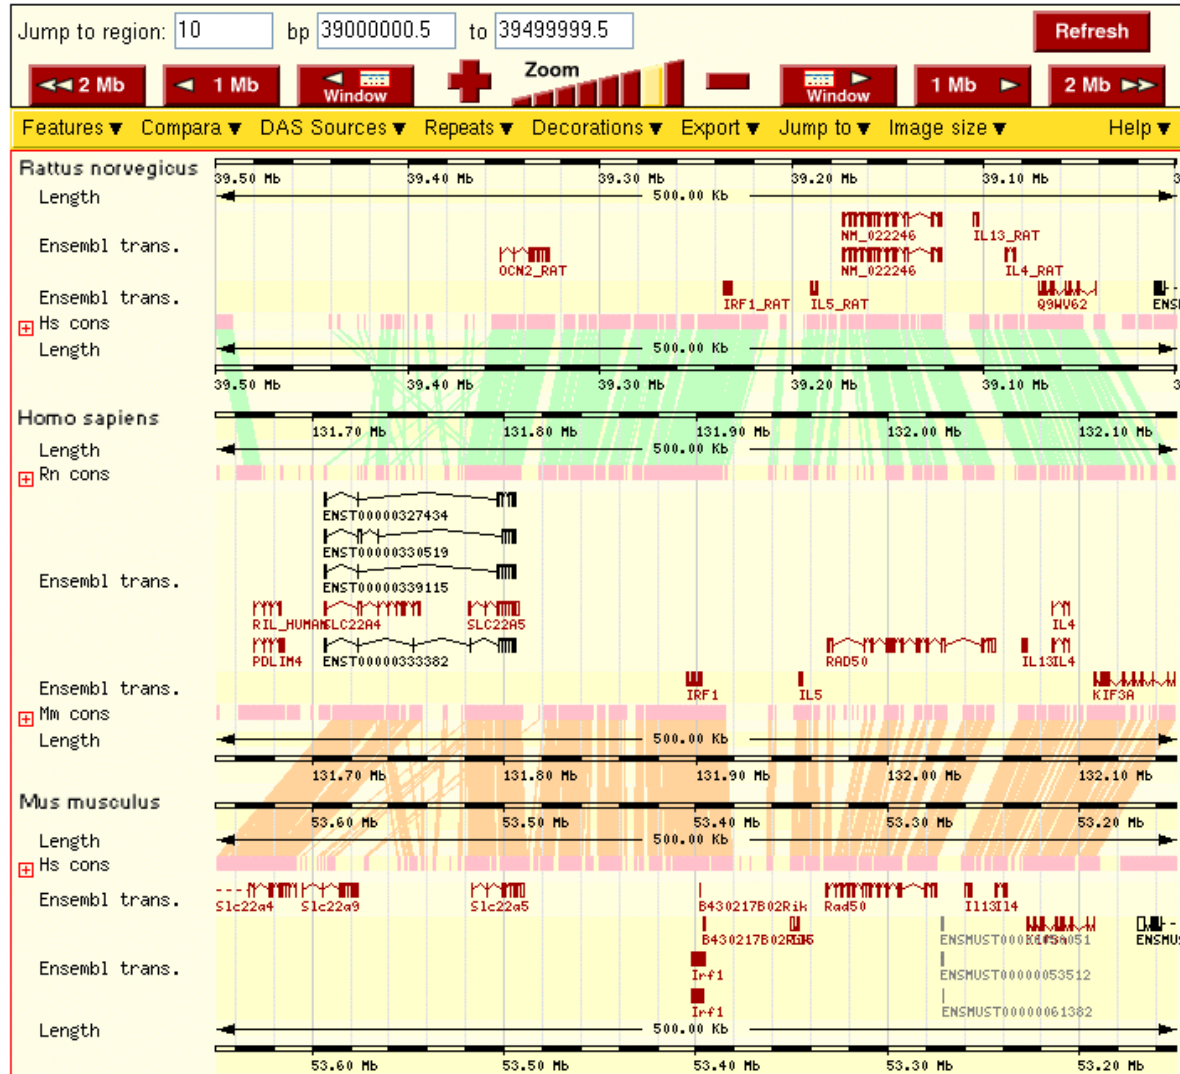 Jump to region: 10 bp 39000000.5 to 39499999.5 Refresh
2 Mb 1 Mb Window Zoom Window 1 Mb 2 Mb
Features Compara DAS Sources Repeats Decorations Export Jump to Image size Help
Rattus norvegicus
39.50 Mb 39.40 Mb 39.30 Mb 39.20 Mb 39.10 Mb 3
Length 500.00 Kb
Ensembl trans.
NM_022246 IL13_RAT
OCN2_RAT NM_022246 IL4_RAT
Ensembl trans. IRF1_RAT IL5_RAT Q9WV62 ENS
Hs cons
Length 500.00 Kb
39.50 Mb 39.40 Mb 39.30 Mb 39.20 Mb 39.10 Mb 3
Homo sapiens
131.70 Mb 131.80 Mb 131.90 Mb 132.00 Mb 132.10 Mb
Length 500.00 Kb
Rn cons
ENST00000327434
ENST00000330519
Ensembl trans.
ENST00000339115
RIL_HUMAN SLC22A4 SLC22A5 IL4
PDLIM4 ENST00000333382 RAD50 IL13 IL4
Ensembl trans. IRF1 IL5 KIF3A
Mm cons
Length 500.00 Kb
131.70 Mb 131.80 Mb 131.90 Mb 132.00 Mb 132.10 Mb
Mus musculus
53.60 Mb 53.50 Mb 53.40 Mb 53.30 Mb 53.20 Mb
Length 500.00 Kb
Hs cons
Ensembl trans.
Slc22a4 Slc22a9 Slc22a5 B430217B02Rik Rad50 Il13 Il4
B430217B02Rik ENSMU
Ensembl trans.
Irf1 ENSMUST00000053512
Irf1 ENSMUST00000061382
Length 500.00 Kb
53.60 Mb 53.50 Mb 53.40 Mb 53.30 Mb 53.20 Mb